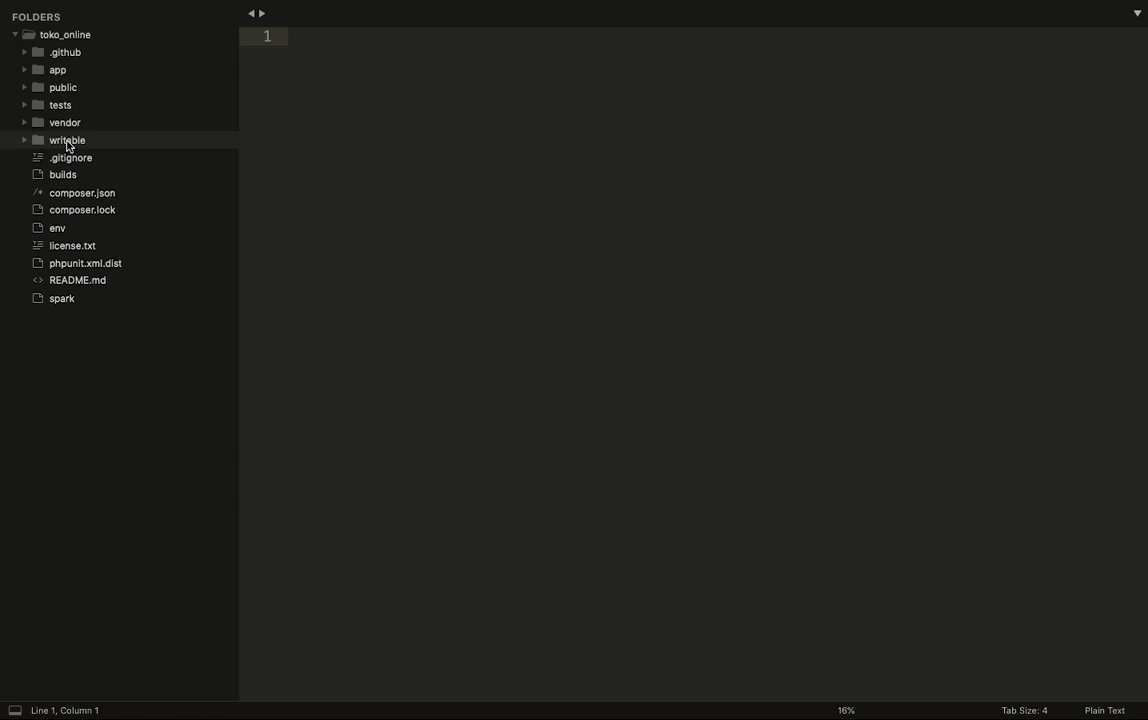 FOLDERS
toko_online
.github
app
public
tests
vendor
writable
.gitignore
builds
composer.json
composer.lock
env
license.txt
phpunit.xml.dist
README.md
spark
1
Line 1, Column 1
16%
Tab Size: 4
Plain Text